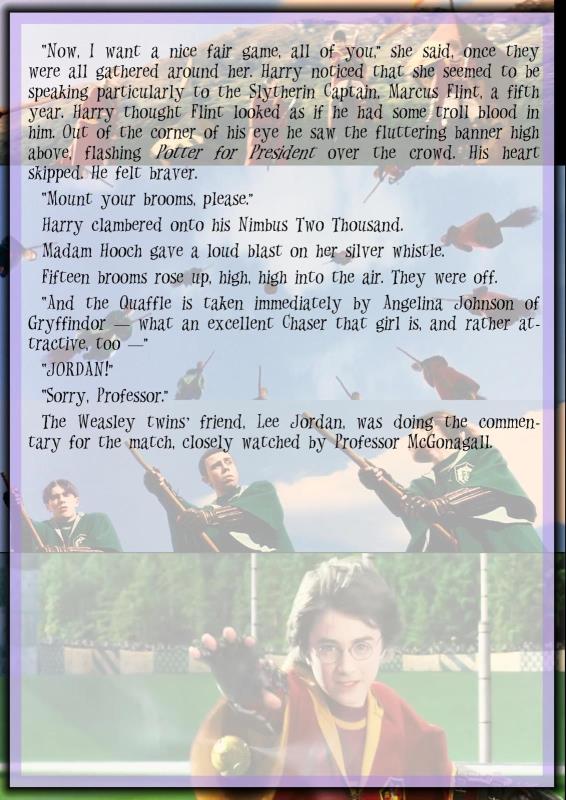 "Now, I want a nice fair game, all of you," she said, once they
were all gathered around her. Harry noticed that she seemed to be
speaking particularly to the Slytherin Captain, Marcus Flint, a fifth
year. Harry thought Flint looked as if he had some troll blood in
him. Out of the corner of his eye he saw the fluttering banner high
above, flashing Potter for President over the crowd. His heart
skipped. He felt braver.
"Mount your brooms, please."
Harry clambered onto his Nimbus Two Thousand.
Madam Hooch gave a loud blast on her silver whistle.
Fifteen brooms rose up, high, high into the air. They were off.
"And the Quaffle is taken immediately by Angelina Johnson of
Gryffindor — what an excellent Chaser that girl is, and rather at-
tractive, too —"
"JORDAN!"
"Sorry, Professor."
The Weasley twins' friend, Lee Jordan, was doing the commen-
tary for the match, closely watched by Professor McGonagall.